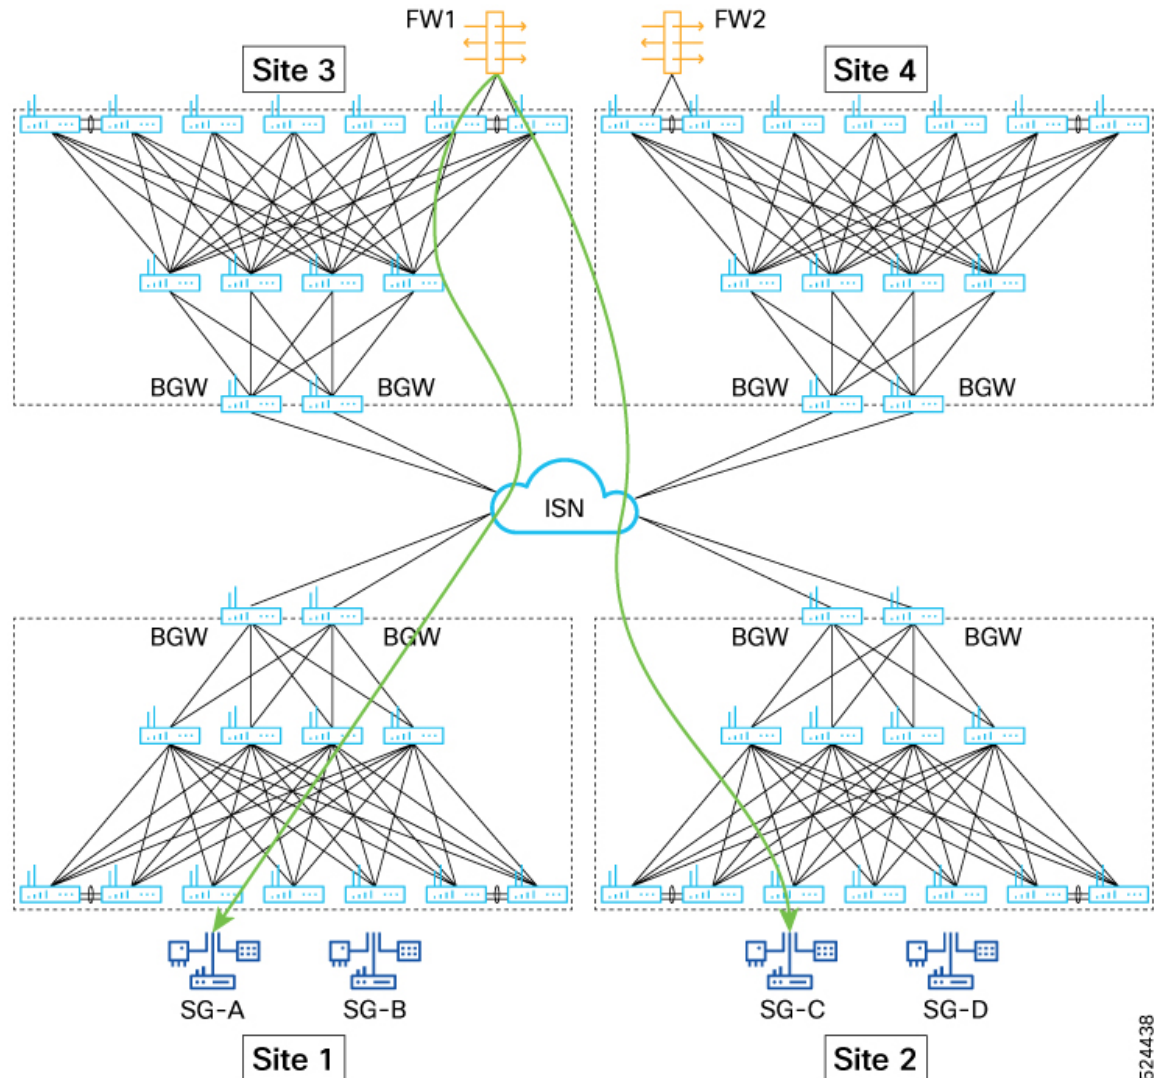 FW1
FW2
Site 3
Site 4
BGW
BGW
BGW
BGW
ISN
BGW
BGW
BGW
BGW
SG-A
SG-B
SG-C
SG-D
Site 1
Site 2
524438